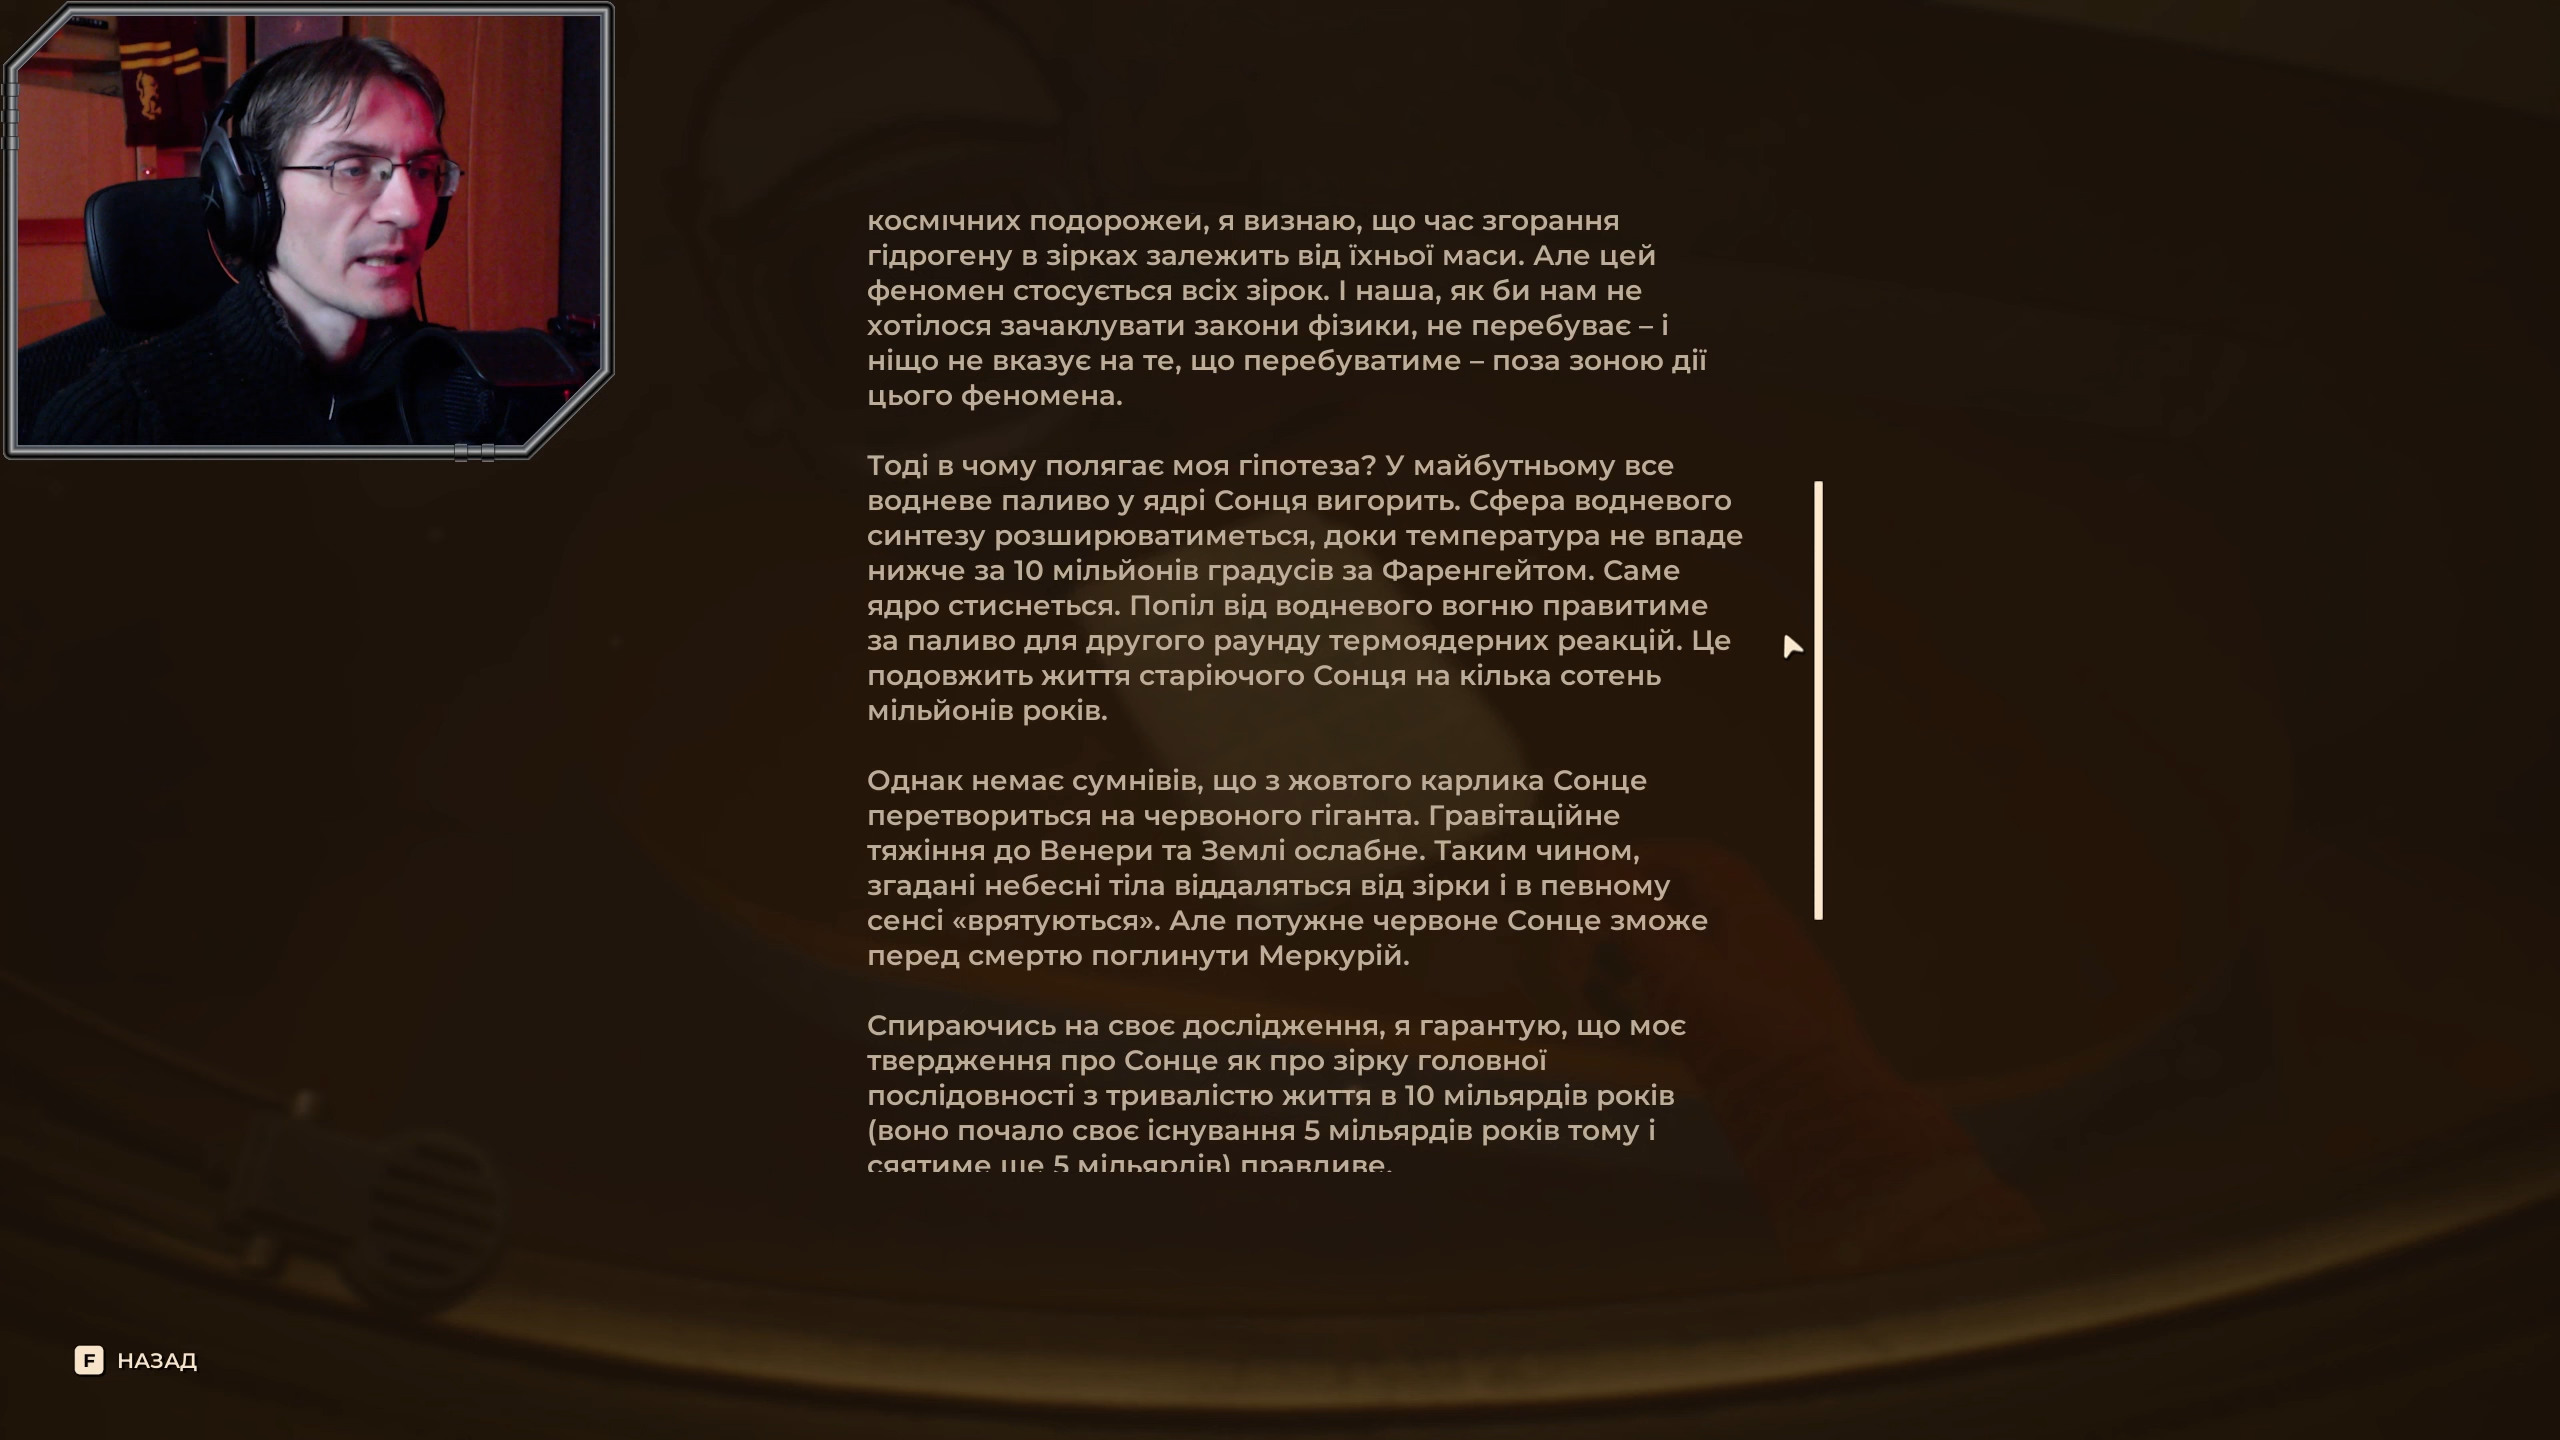 космічних подорожей, я визнаю, що час згорання
гідрогену в зірках залежить від їхньої маси. Але цей
феномен стосується всіх зірок. І наша, як би нам не
хотілося зачаклувати закони фізики, не перебуває – і
ніщо не вказує на те, що перебуватиме – поза зоною дії
цього феномена.
Тоді в чому полягає моя гіпотеза? У майбутньому все
водневе паливо у ядрі Сонця вигорить. Сфера водневого
синтезу розширюватиметься, доки температура не впаде
нижче за 10 мільйонів градусів за Фаренгейтом. Саме
ядро стиснеться. Попіл від водневого вогню правитиме
за паливо для другого раунду термоядерних реакцій. Це
подовжить життя старіючого Сонця на кілька сотень
мільйонів років.
Однак немає сумнівів, що з жовтого карлика Сонце
перетвориться на червоного гіганта. Гравітаційне
тяжіння до Венери та Землі ослабне. Таким чином,
згадані небесні тіла віддаляться від зірки і в певному
сенсі «врятуються». Але потужне червоне Сонце зможе
перед смертю поглинути Меркурій.
Спираючись на своє дослідження, я гарантую, що моє
твердження про Сонце як про зірку головної
послідовності з тривалістю життя в 10 мільярдів років
(воно почало своє існування 5 мільярдів років тому і
сяятиме ще 5 мільярдів) правдиве.
F НАЗАД